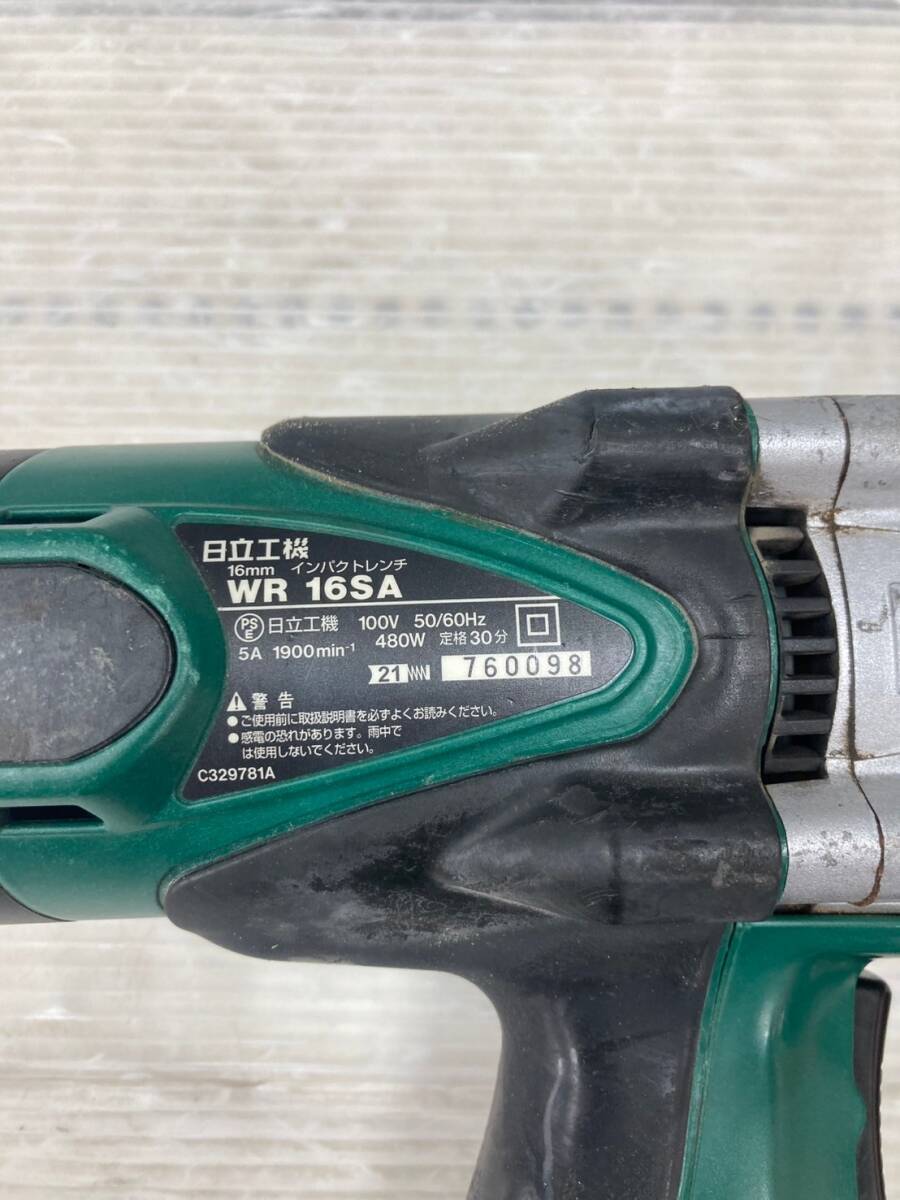 日立工機
16mm インパクトレンチ
WR 16SA
PSE 日立工機 100V 50/60Hz
480W 定格30分
5A 1900min⁻¹
21 760098
警告
●ご使用前に取扱説明書を必ずよくお読みください。
●感電の恐れがあります。雨中で
は使用しないでください。
C329781A